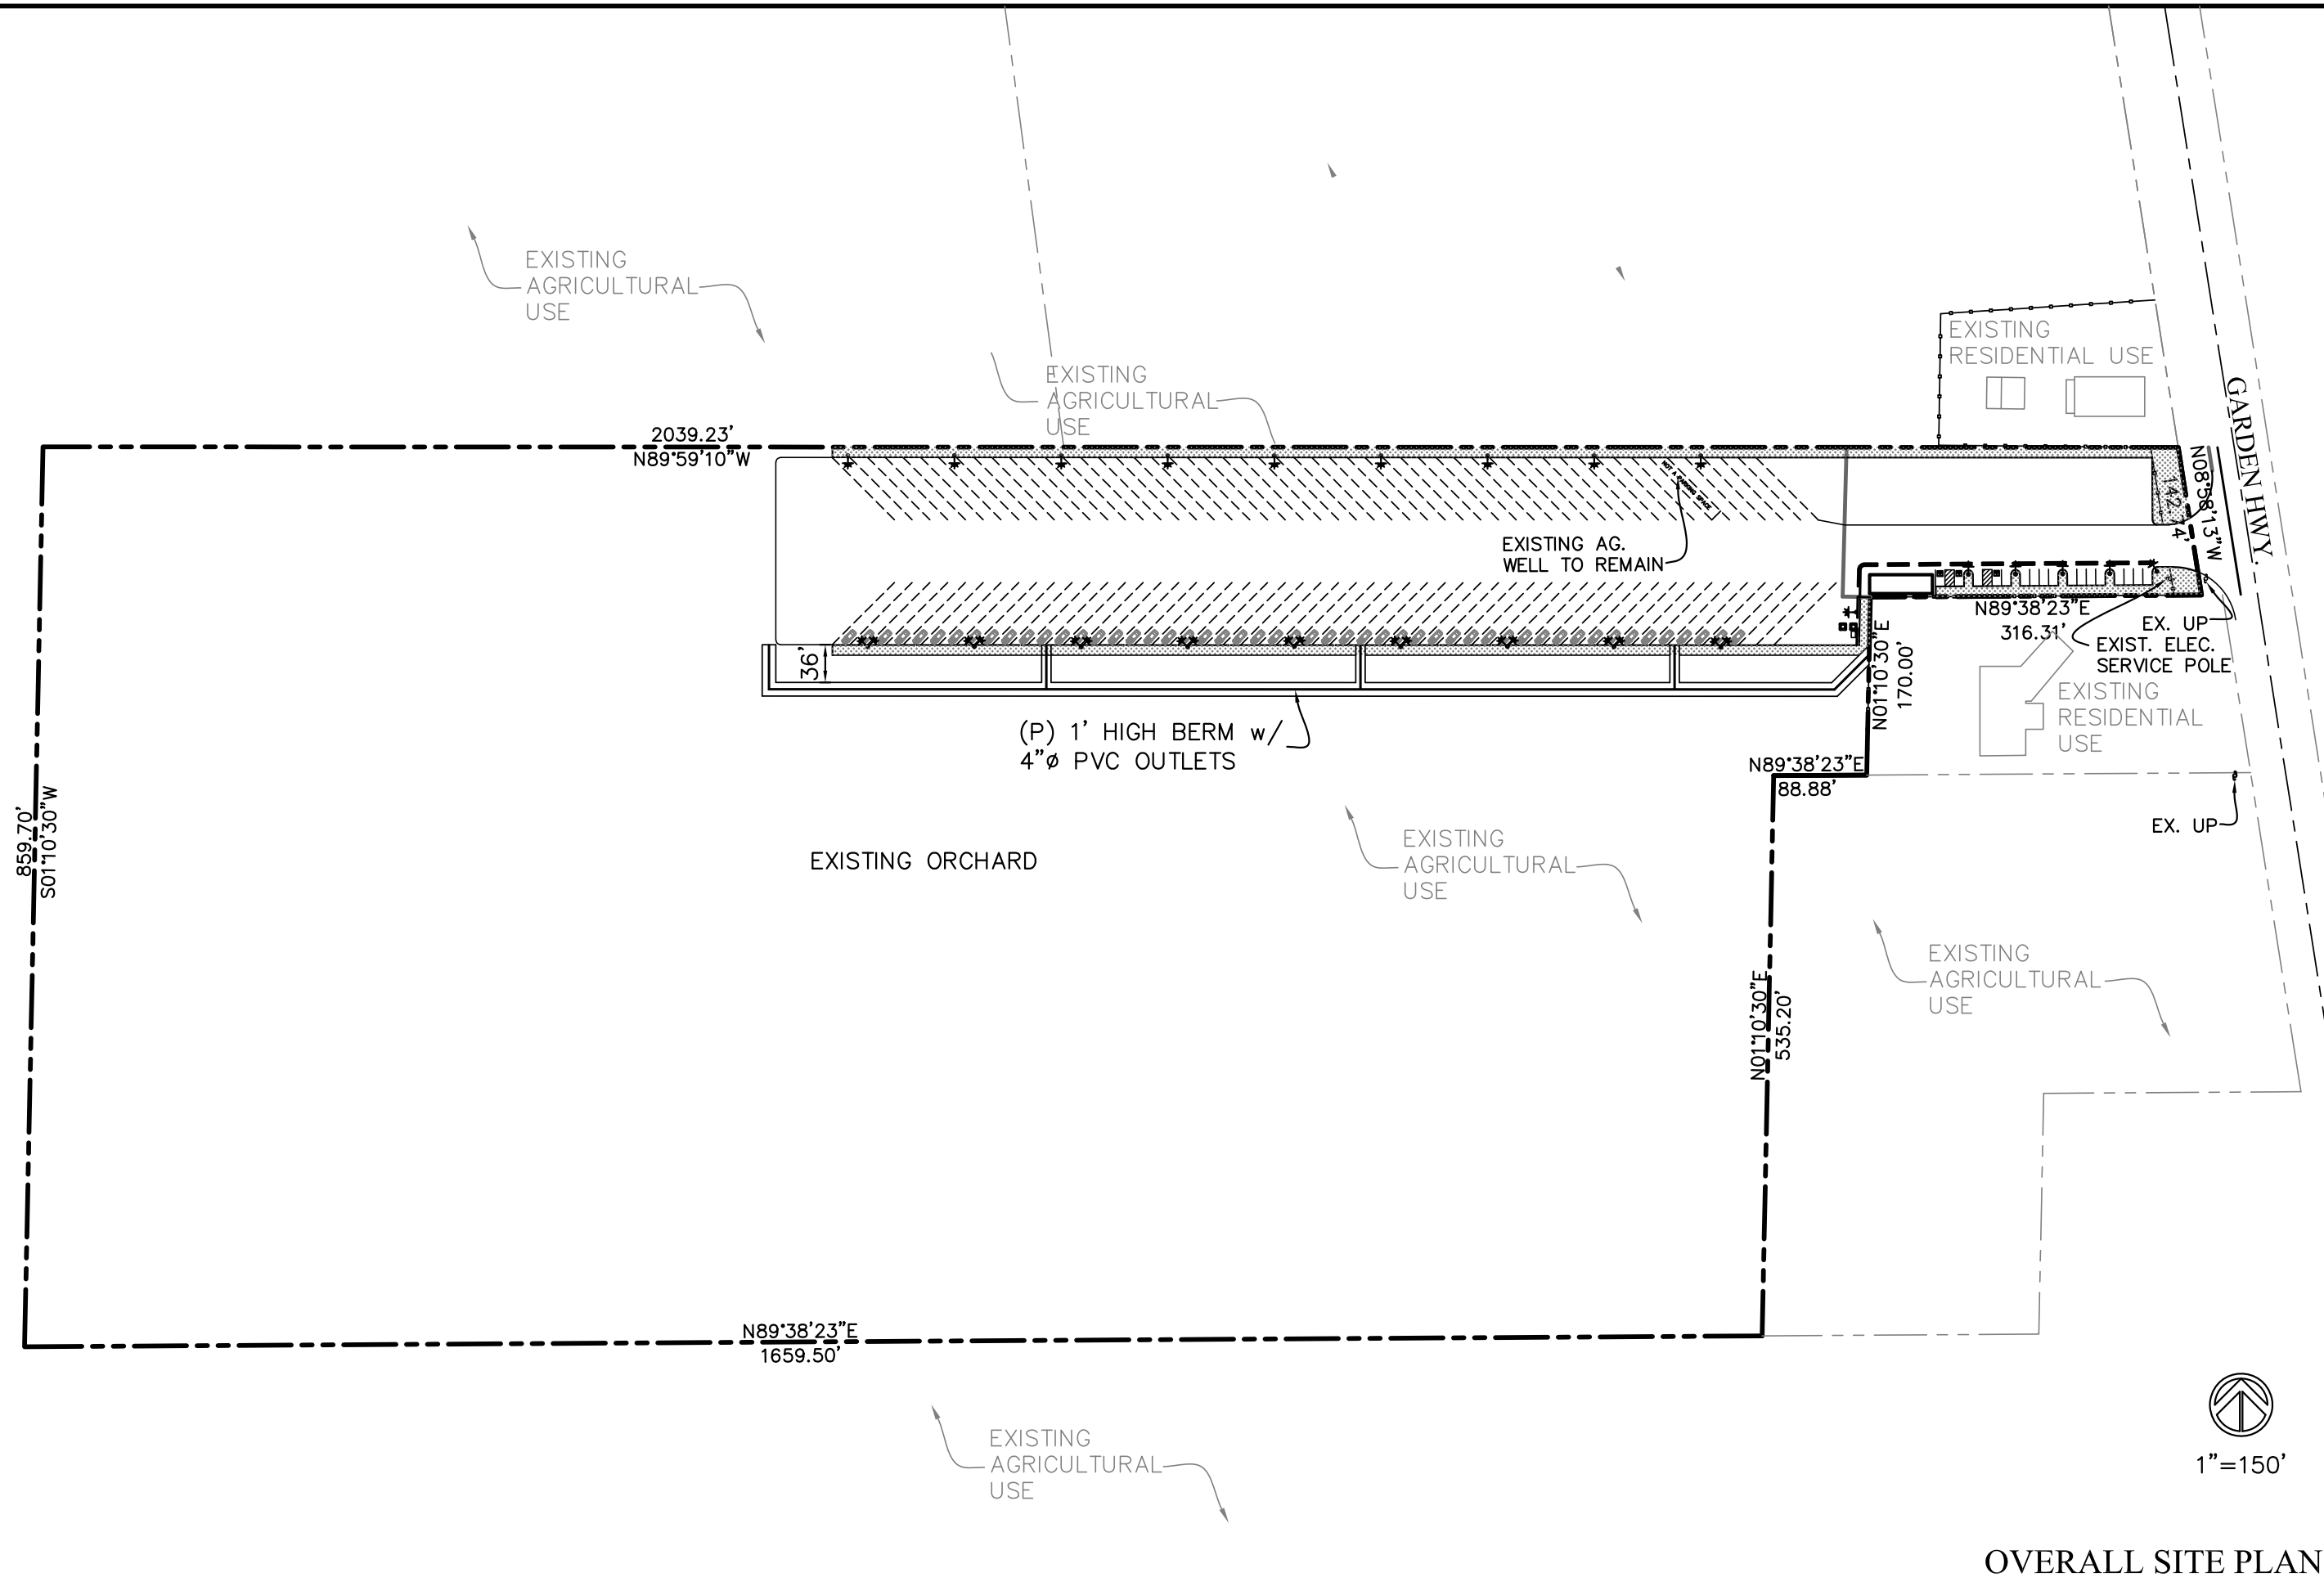 EXISTING
AGRICULTURAL
USE
EXISTING
RESIDENTIAL USE
EXISTING
AGRICULTURAL
USE
GARDEN HWY.
2039.23'
N89°59'10"W
N08°58'13"W
142.14'
NOT A PARKING SPACE
EXISTING AG.
WELL TO REMAIN
N89°38'23"E
316.31'
EX. UP
EXIST. ELEC.
SERVICE POLE
36'
N01°10'30"E
170.00'
EXISTING
RESIDENTIAL
USE
(P) 1' HIGH BERM w/
4"ø PVC OUTLETS
N89°38'23"E
88.88'
859.70'
S01°10'30"W
EXISTING ORCHARD
EXISTING
AGRICULTURAL
USE
EX. UP
EXISTING
AGRICULTURAL
USE
N01°10'30"E
535.20'
N89°38'23"E
1659.50'
EXISTING
AGRICULTURAL
USE
1"=150'
OVERALL SITE PLAN